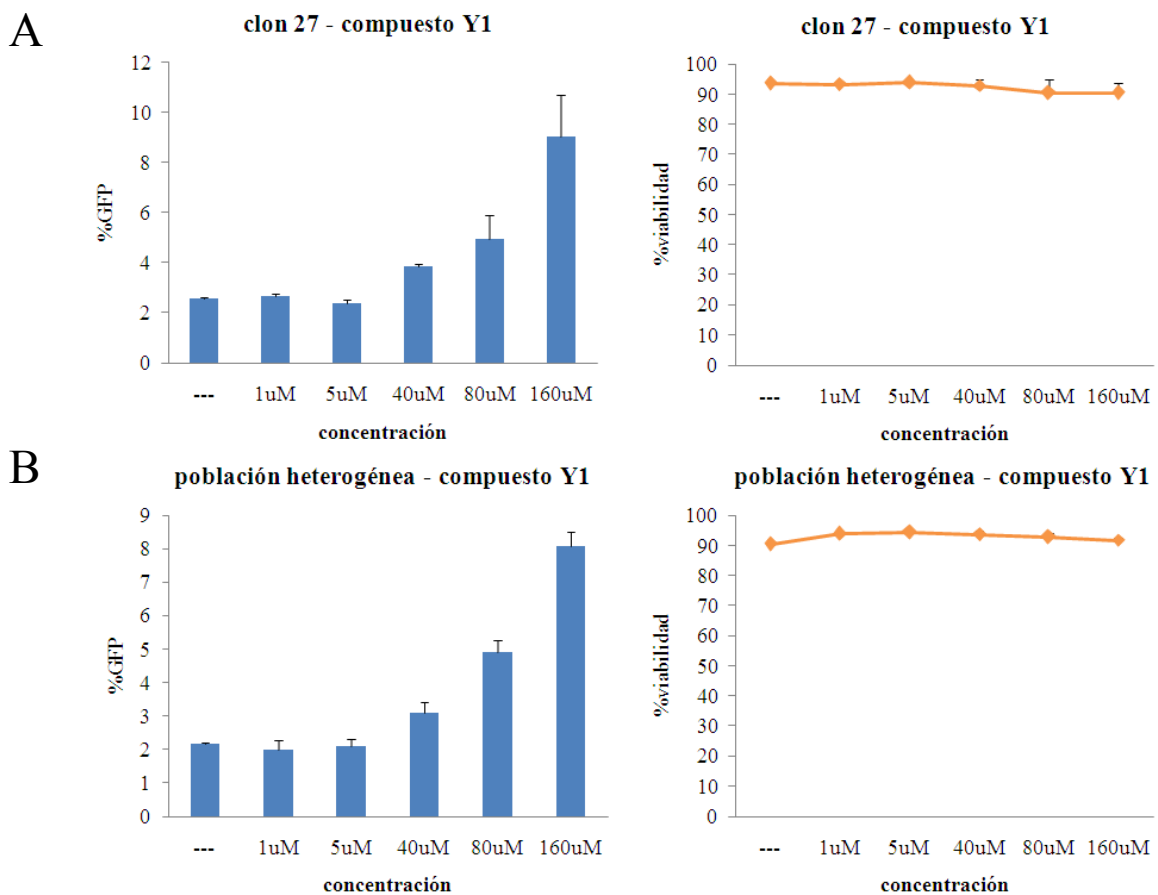 A
clon 27 - compuesto Y1
%GFP
12
10
8
6
4
2
0
--- 1uM 5uM 40uM 80uM 160uM
concentración
clon 27 - compuesto Y1
%viabilidad
100
90
80
70
60
50
40
30
20
10
0
--- 1uM 5uM 40uM 80uM 160uM
concentración
B
población heterogénea - compuesto Y1
%GFP
9
8
7
6
5
4
3
2
1
0
--- 1uM 5uM 40uM 80uM 160uM
concentración
población heterogénea - compuesto Y1
%viabilidad
100
90
80
70
60
50
40
30
20
10
0
--- 1uM 5uM 40uM 80uM 160uM
concentración